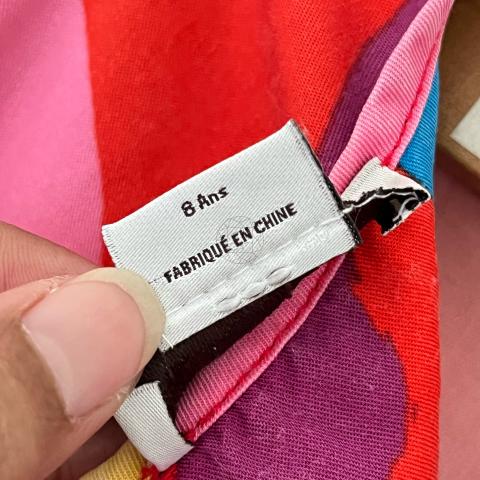 8 Ans
FABRIQUÉ EN CHINE